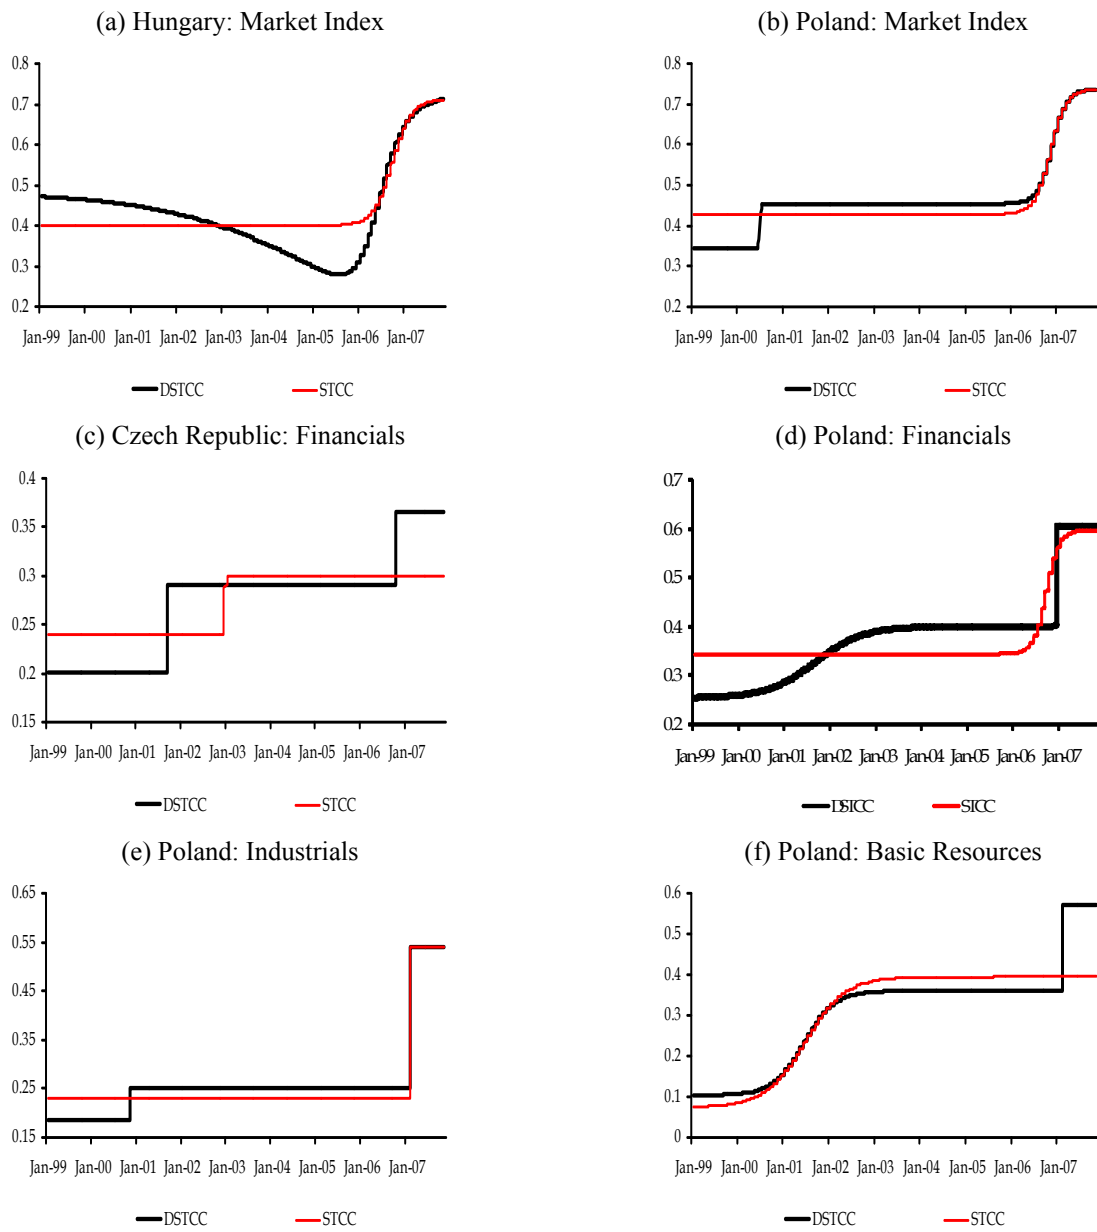 (a) Hungary: Market Index
0.8
0.7
0.6
0.5
0.4
0.3
0.2
Jan-99 Jan-00 Jan-01 Jan-02 Jan-03 Jan-04 Jan-05 Jan-06 Jan-07
DSTCC STCC
(b) Poland: Market Index
0.8
0.7
0.6
0.5
0.4
0.3
0.2
Jan-99 Jan-00 Jan-01 Jan-02 Jan-03 Jan-04 Jan-05 Jan-06 Jan-07
DSTCC STCC
(c) Czech Republic: Financials
0.4
0.35
0.3
0.25
0.2
0.15
Jan-99 Jan-00 Jan-01 Jan-02 Jan-03 Jan-04 Jan-05 Jan-06 Jan-07
DSTCC STCC
(d) Poland: Financials
0.7
0.6
0.5
0.4
0.3
0.2
Jan-99 Jan-00 Jan-01 Jan-02 Jan-03 Jan-04 Jan-05 Jan-06 Jan-07
DSTCC STCC
(e) Poland: Industrials
0.65
0.55
0.45
0.35
0.25
0.15
Jan-99 Jan-00 Jan-01 Jan-02 Jan-03 Jan-04 Jan-05 Jan-06 Jan-07
DSTCC STCC
(f) Poland: Basic Resources
0.6
0.5
0.4
0.3
0.2
0.1
0
Jan-99 Jan-00 Jan-01 Jan-02 Jan-03 Jan-04 Jan-05 Jan-06 Jan-07
DSTCC STCC